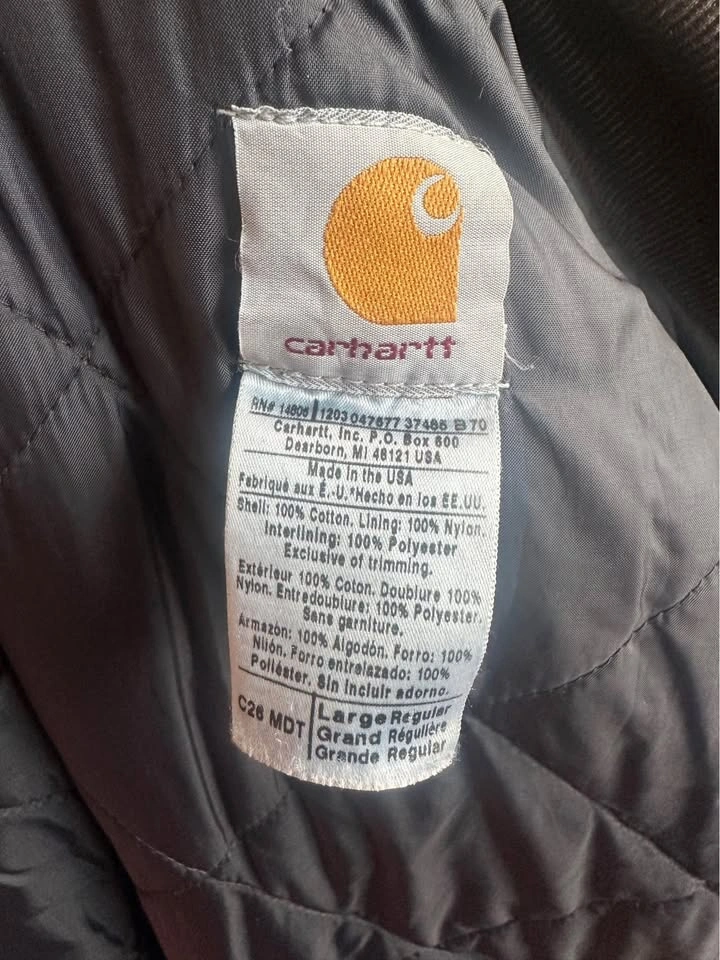 carhartt
RN# 14806 1203 047677 37485 B 70
Carhartt, Inc. P.O. Box 600
Dearborn, MI 48121 USA
Made in the USA
Fabriqué aux É.-U.*Hecho en los EE.UU.
Shell: 100% Cotton. Lining: 100% Nylon.
Interlining: 100% Polyester
Exclusive of trimming.
Extérieur 100% Coton. Doublure 100%
Nylon. Entredoublure: 100% Polyester.
Sans garniture.
Armazón: 100% Algodón. Forro: 100%
Nilón. Forro entrelazado: 100%
Poliéster. Sin incluir adorno.
C26 MDT
Large Regular
Grand Régulière
Grande Regular